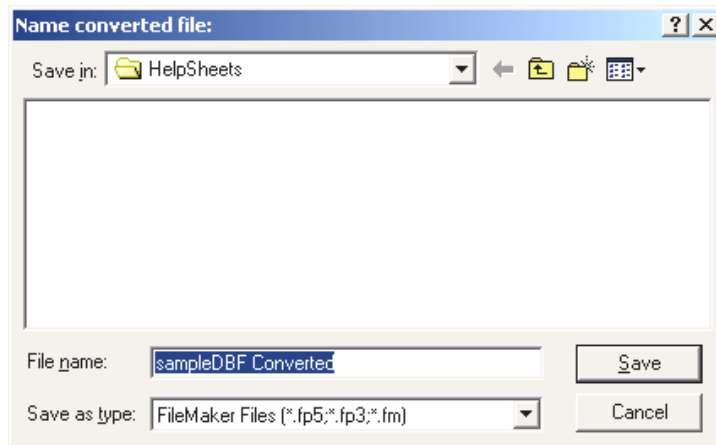 Name converted file:
Save in: HelpSheets
File name: sampleDBF Converted Save
Save as type: FileMaker Files (*.fp5;*.fp3;*.fm) Cancel